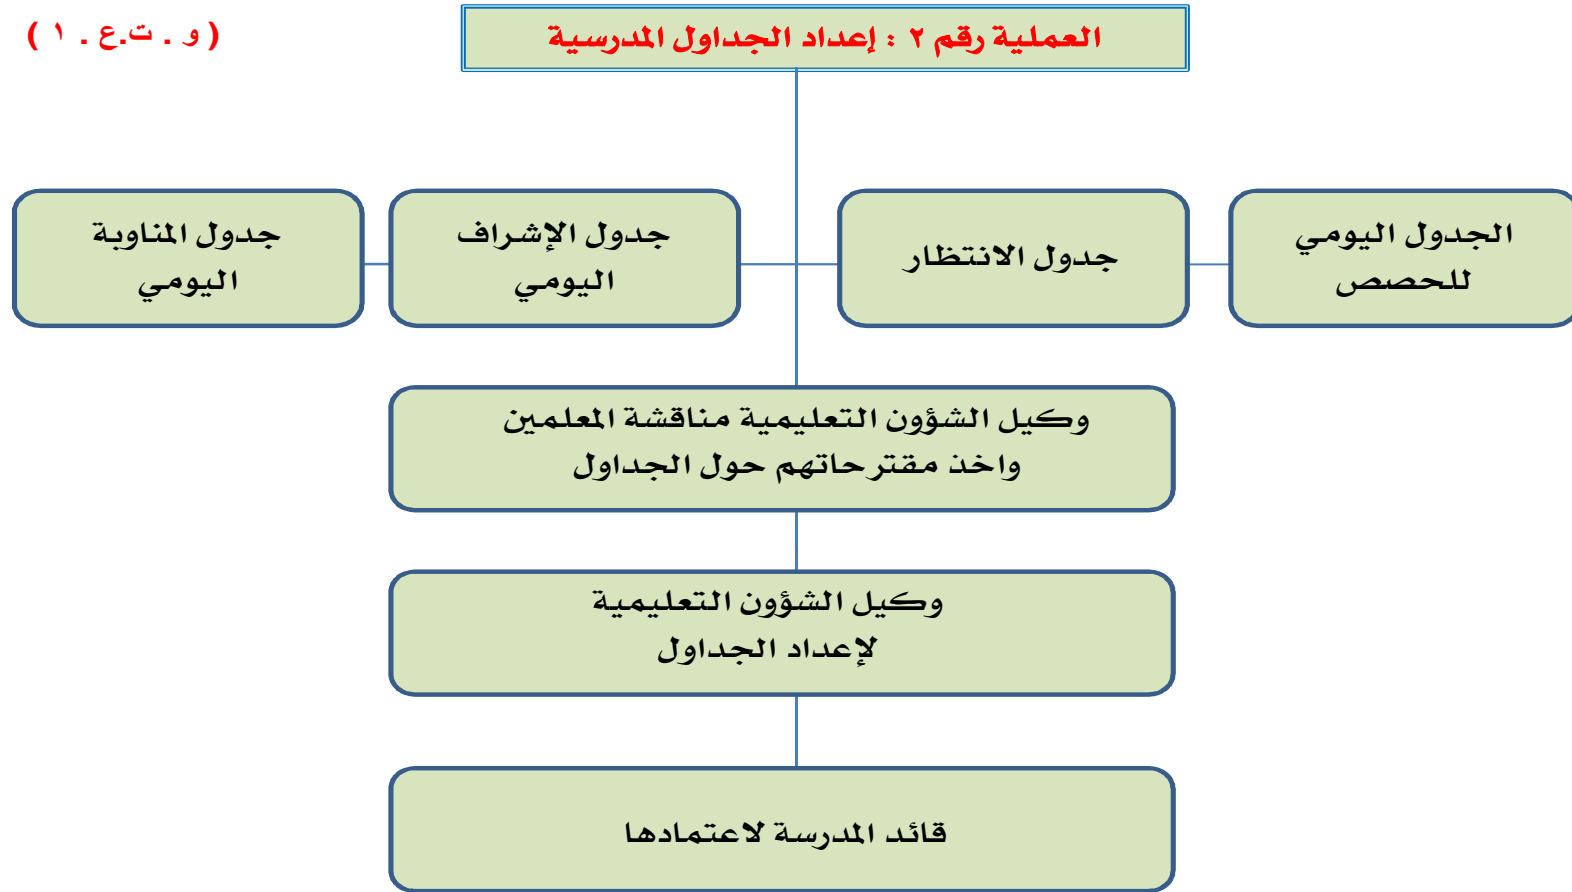 العملية رقم ٢ : إعداد الجداول المدرسية
( و . ت.ع . ١ )
الجدول اليومي
للحصص
جدول الانتظار
جدول الإشراف
اليومي
جدول المناوبة
اليومي
وكيل الشؤون التعليمية مناقشة المعلمين
واخذ مقترحاتهم حول الجداول
وكيل الشؤون التعليمية
لإعداد الجداول
قائد المدرسة لاعتمادها